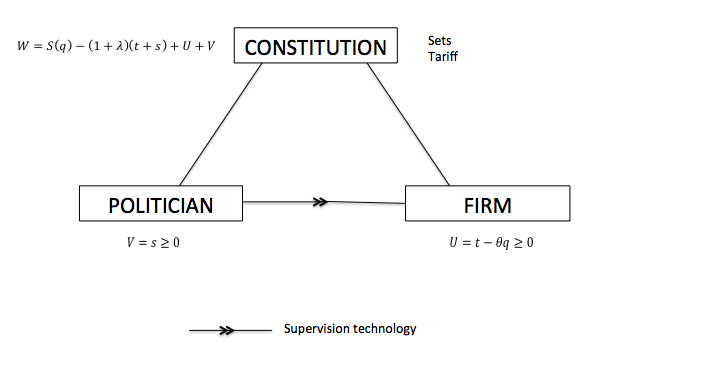 W = S(q) − (1 + λ)(t + s) + U + V
CONSTITUTION
Sets
Tariff
POLITICIAN
FIRM
V = s ≥ 0
U = t − θq ≥ 0
Supervision technology